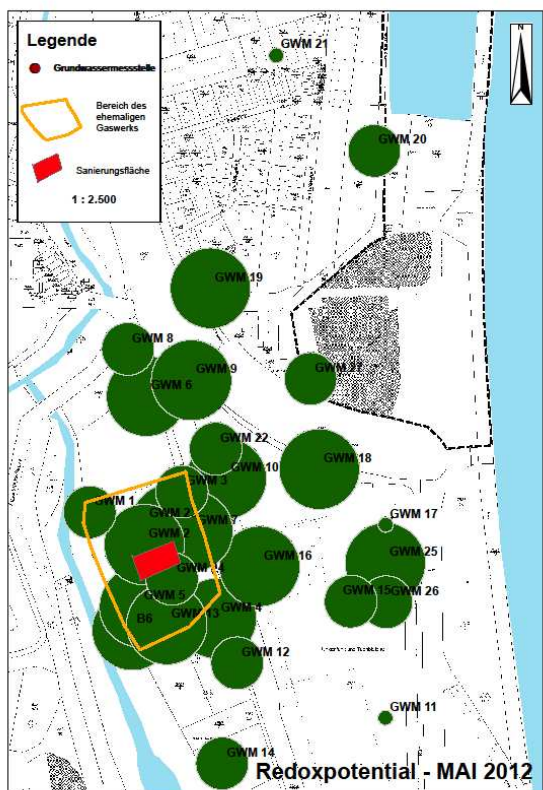 Legende
Grundwassermessstelle
Bereich des
ehemaligen
Gaswerks
Sanierungsfläche
1 : 2.500
N
GWM 21
GWM 20
GWM 19
GWM 8
GWM 9
GWM 6
GWM 27
GWM 22
GWM 18
GWM 10
GWM 3
GWM 1
GWM 2
GWM 7
GWM 17
GWM 2
GWM 25
GWM 16
GWM 5
GWM 15
GWM 26
B6
GWM 13
GWM 4
GWM 12
GWM 11
GWM 14
Redoxpotential - MAI 2012